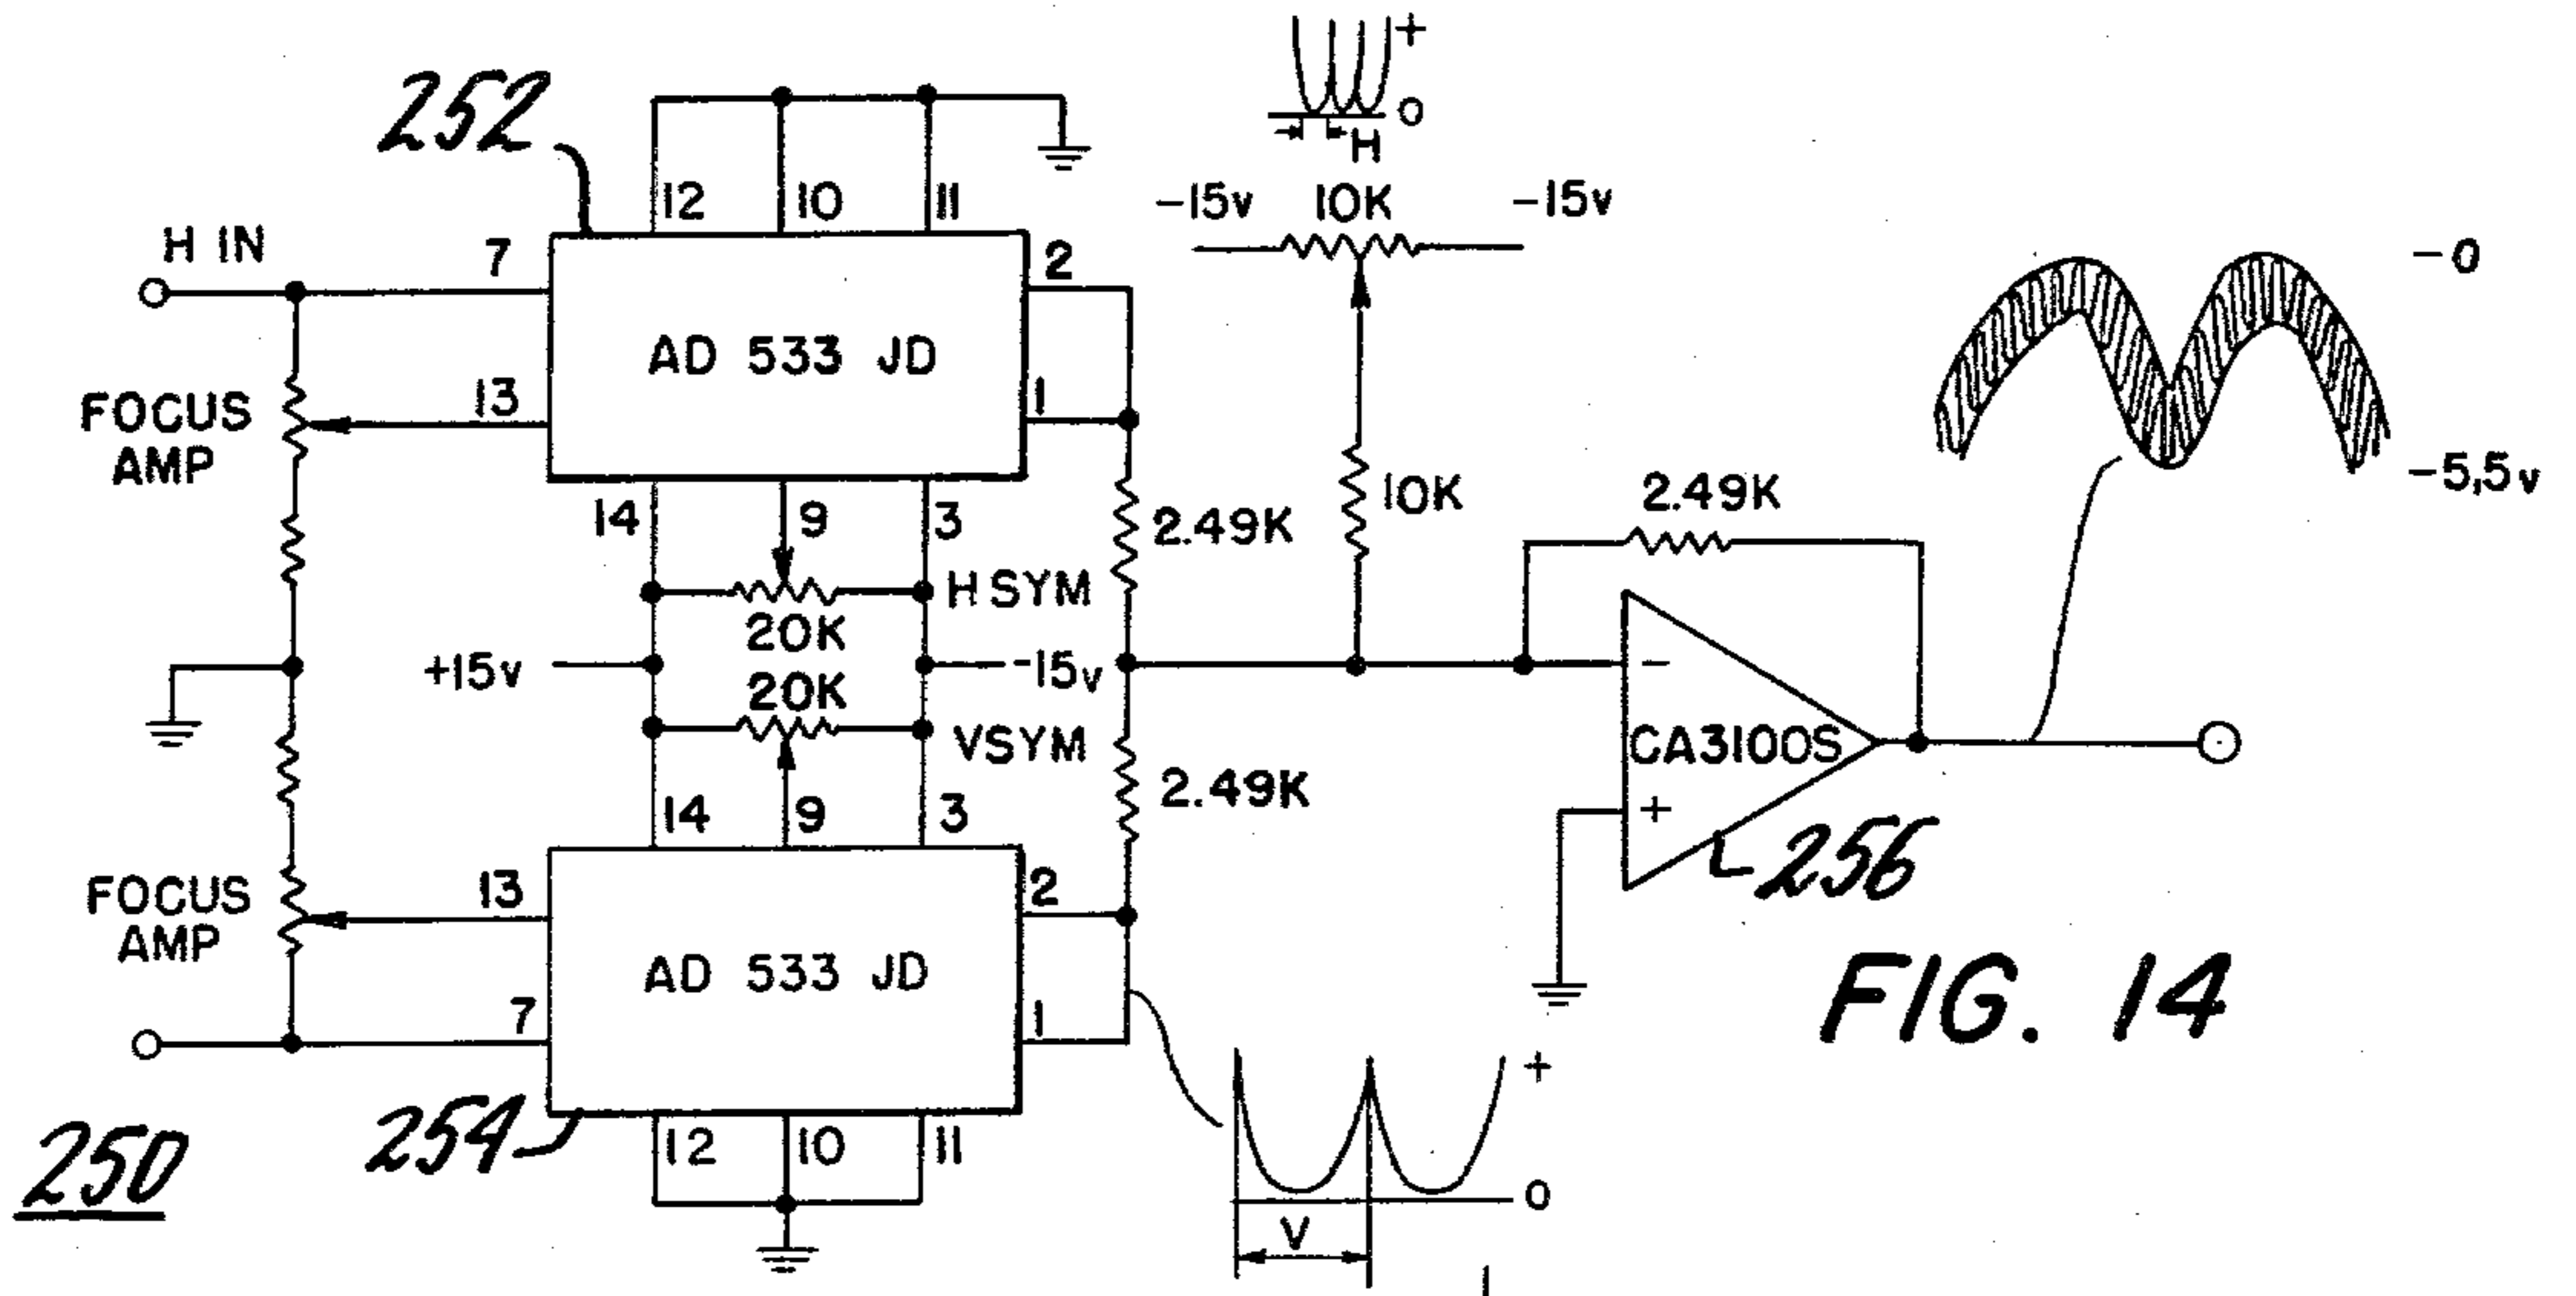 +
0
H
252
12 10 11
-15v 10K -15v
H IN
7
2
-0
AD 533 JD
13
1
FOCUS
AMP
-5,5v
10K
2.49K
14 9 3
2.49K
H SYM
20K
+15v
-15v
20K
VSYM
-
CA3100S
+
14 9 3
2.49K
256
13
2
FOCUS
AMP
AD 533 JD
7
1
254
12 10 11
250
+
0
V
FIG. 14